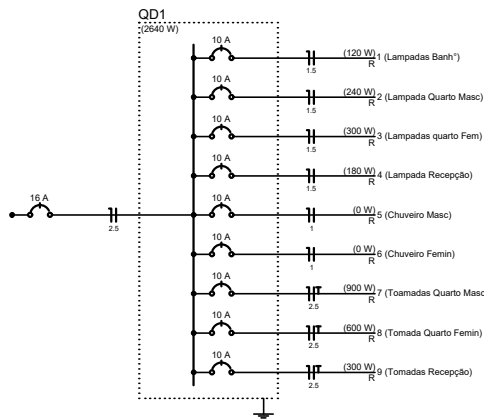 QD1
(2640 W)
10 A
(120 W) 1 (Lampadas Banh°)
1.5
R
10 A
(240 W) 2 (Lampada Quarto Masc)
1.5
R
10 A
(300 W) 3 (Lampadas quarto Fem)
1.5
R
10 A
(180 W) 4 (Lampada Recepção)
1.5
R
16 A
2.5
10 A
(0 W) 5 (Chuveiro Masc)
1
R
10 A
(0 W) 6 (Chuveiro Femin)
1
R
10 A
(900 W) 7 (Toamadas Quarto Masc
2.5
R
10 A
(600 W) 8 (Tomada Quarto Femin)
2.5
R
10 A
(300 W) 9 (Tomadas Recepção)
2.5
R